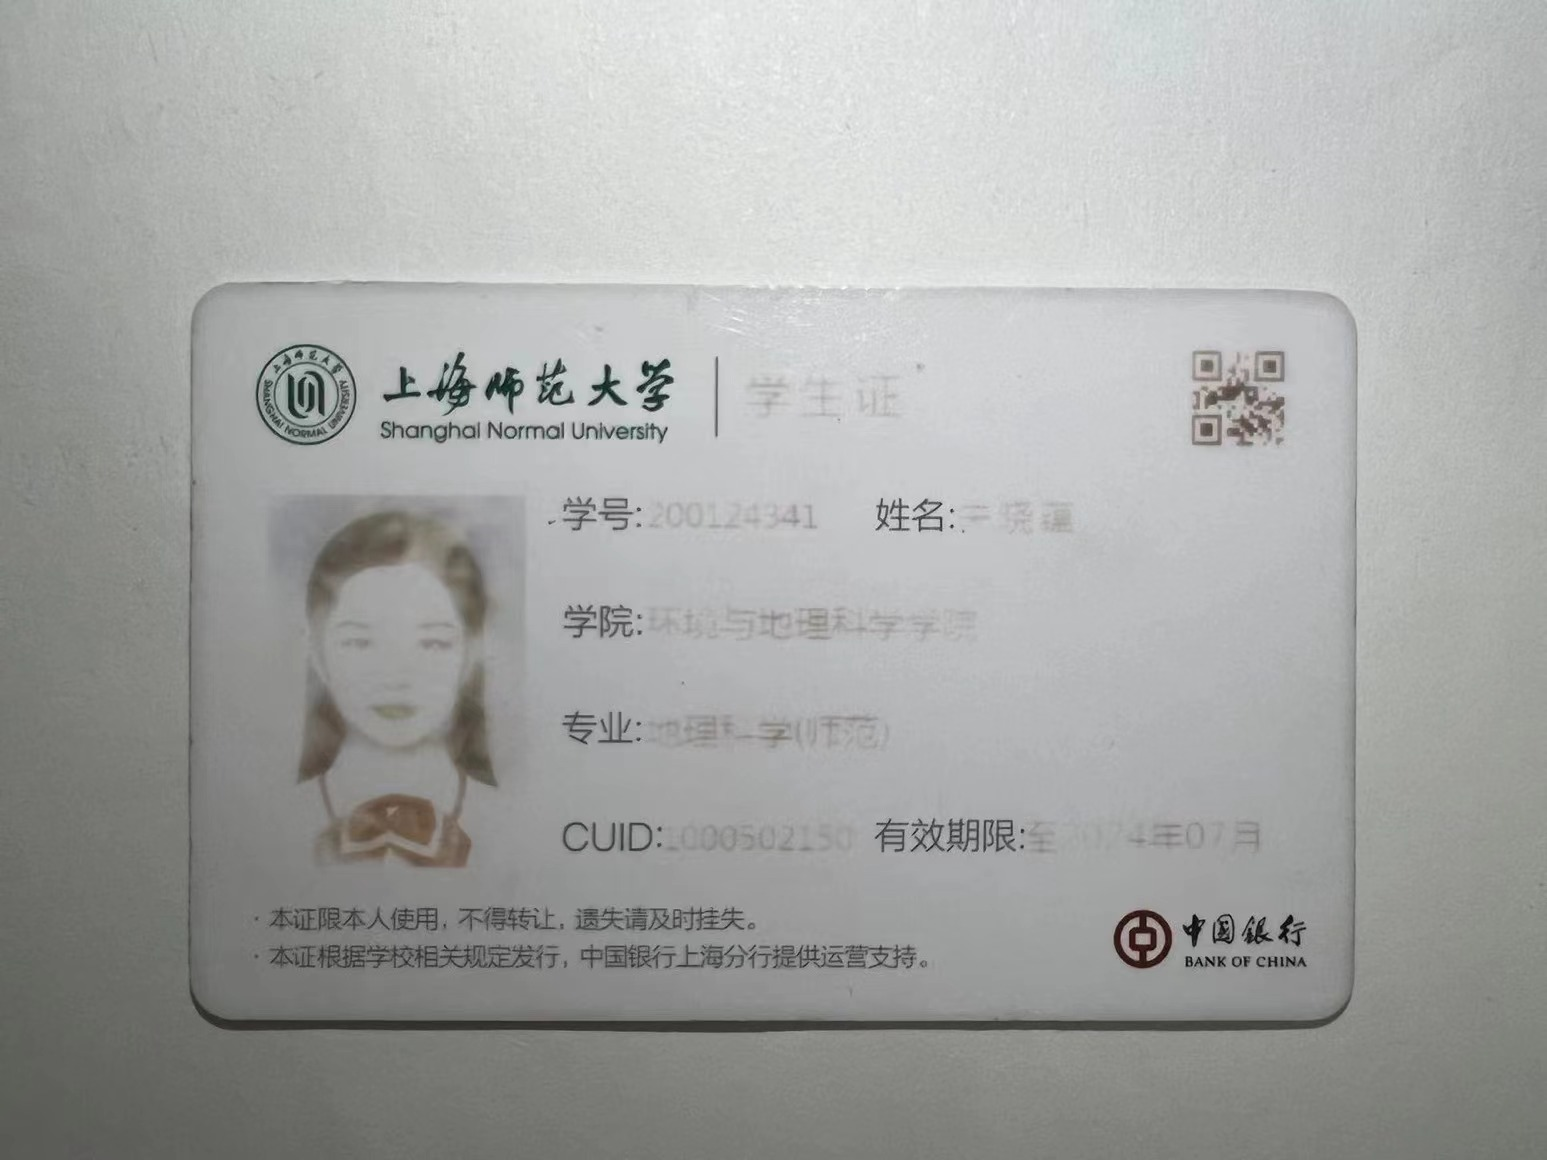 上海师范大学 学生证
Shanghai Normal University
学号:200124341 姓名:
学院:环境与地理科学学院
专业:地理科学(师范)
CUID:1000502150 有效期限:至2024年07月
· 本证限本人使用，不得转让，遗失请及时挂失。
· 本证根据学校相关规定发行，中国银行上海分行提供运营支持。
中国银行
BANK OF CHINA